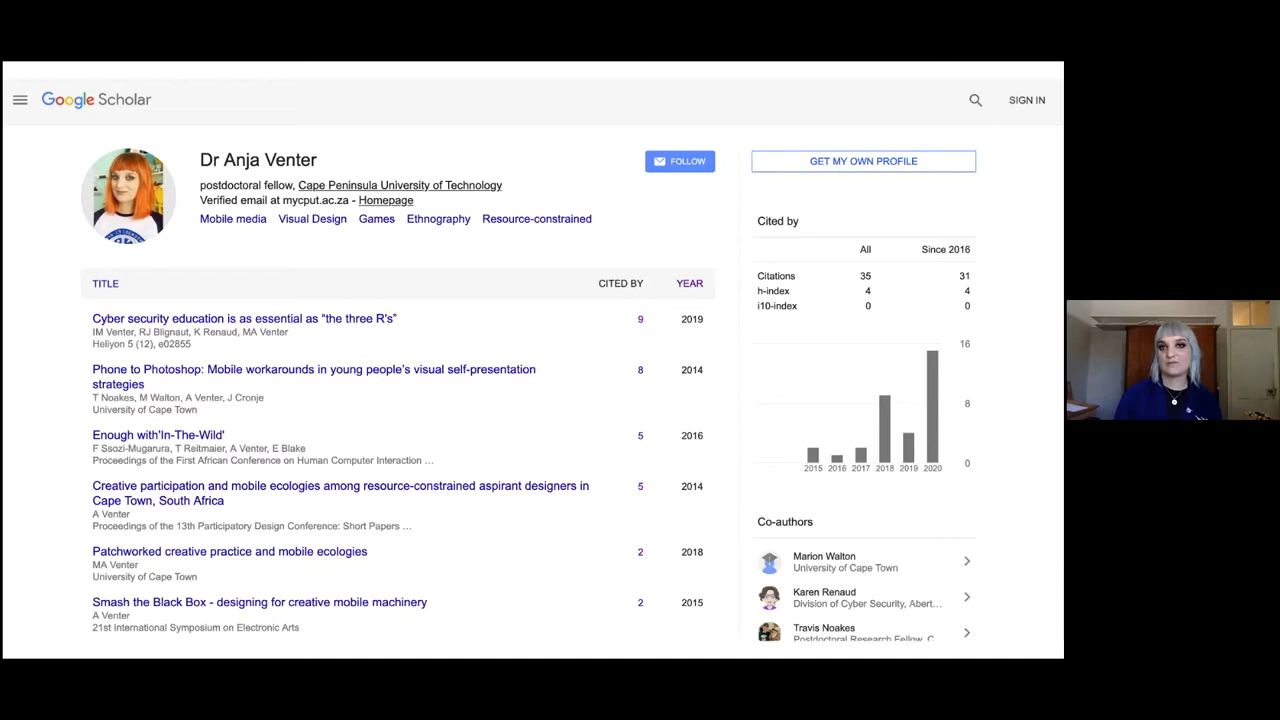 Google Scholar
SIGN IN
Dr Anja Venter
FOLLOW
postdoctoral fellow, Cape Peninsula University of Technology
Verified email at mycput.ac.za - Homepage
Mobile media Visual Design Games Ethnography Resource-constrained
TITLE CITED BY YEAR
Cyber security education is as essential as “the three R's” 9 2019
IM Venter, RJ Blignaut, K Renaud, MA Venter
Heliyon 5 (12), e02855
Phone to Photoshop: Mobile workarounds in young people's visual self-presentation 8 2014
strategies
T Noakes, M Walton, A Venter, J Cronje
University of Cape Town
Enough with'In-The-Wild' 5 2016
F Ssozi-Mugarura, T Reitmaier, A Venter, E Blake
Proceedings of the First African Conference on Human Computer Interaction ...
Creative participation and mobile ecologies among resource-constrained aspirant designers in 5 2014
Cape Town, South Africa
A Venter
Proceedings of the 13th Participatory Design Conference: Short Papers ...
Patchworked creative practice and mobile ecologies 2 2018
MA Venter
University of Cape Town
Smash the Black Box - designing for creative mobile machinery 2 2015
A Venter
21st International Symposium on Electronic Arts
GET MY OWN PROFILE
Cited by
All Since 2016
Citations 35 31
h-index 4 4
i10-index 0 0
16
8
0
2015 2016 2017 2018 2019 2020
Co-authors
Marion Walton
University of Cape Town
Karen Renaud
Division of Cyber Security, Abert...
Travis Noakes
Postdoctoral Research Fellow, C